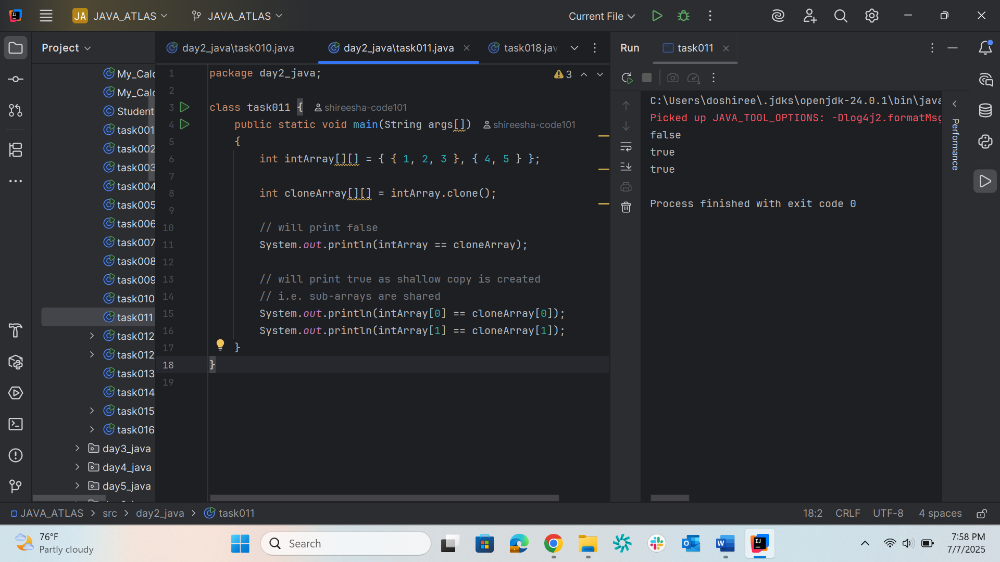 JA JAVA_ATLAS
JAVA_ATLAS
Current File
Project
day2_java\task010.java
day2_java\task011.java
task018.jav
Run
task011
My_Calc
My_Calc
Student
task001
task002
task003
task004
task005
task006
task007
task008
task009
task010
task011
task012
task012_
task013
task014
task015
task016
day3_java
day4_java
day5_java
3
1 package day2_java;
2
3 class task011 { shireesha-code101
4 public static void main(String args[]) shireesha-code101
5 {
6 int intArray[][] = { { 1, 2, 3 }, { 4, 5 } };
7
8 int cloneArray[][] = intArray.clone();
9
10 // will print false
11 System.out.println(intArray == cloneArray);
12
13 // will print true as shallow copy is created
14 // i.e. sub-arrays are shared
15 System.out.println(intArray[0] == cloneArray[0]);
16 System.out.println(intArray[1] == cloneArray[1]);
17 }
18 }
19
C:\Users\doshiree\.jdks\openjdk-24.0.1\bin\java
Picked up JAVA_TOOL_OPTIONS: -Dlog4j2.formatMsg
false
true
true
Process finished with exit code 0
Performance
JAVA_ATLAS > src > day2_java > task011
18:2 CRLF UTF-8 4 spaces
76°F
Partly cloudy
Search
7:58 PM
7/7/2025